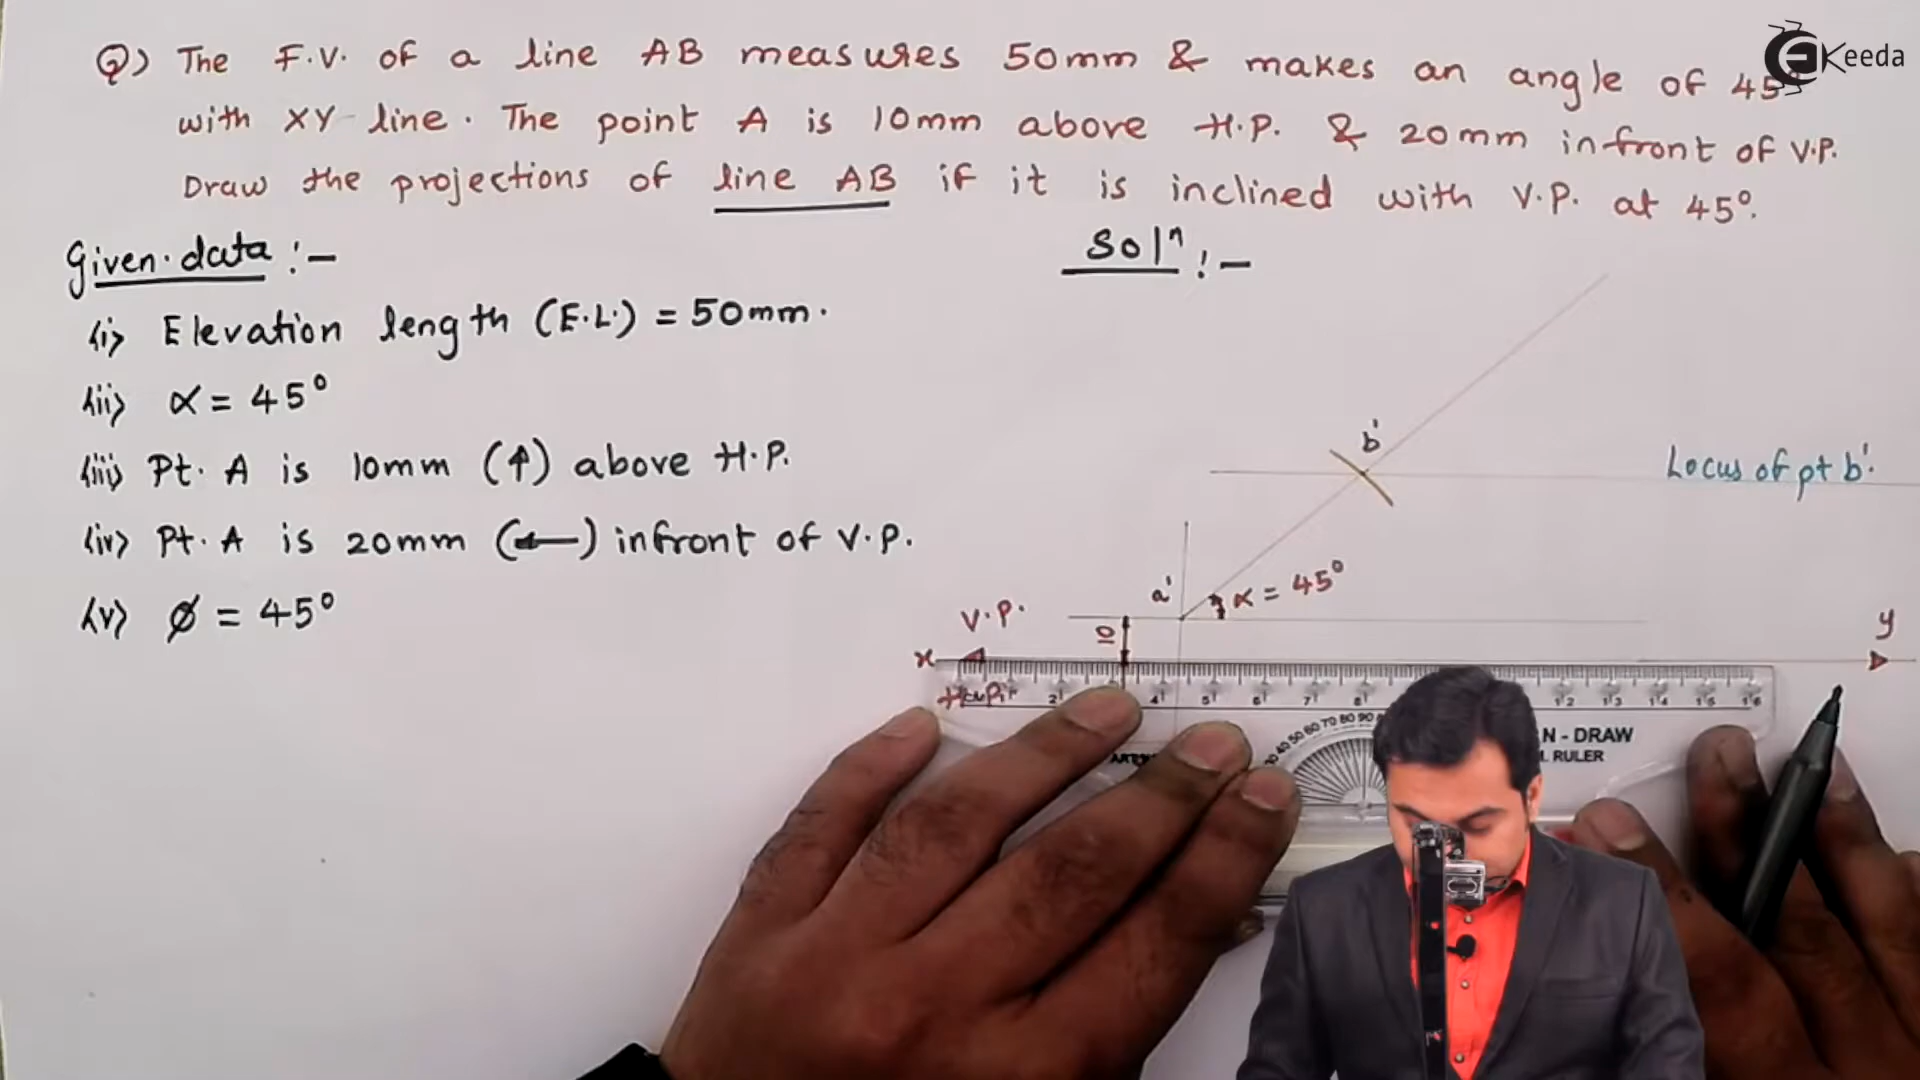 Q) The F.V. of a line AB measures 50mm & makes an angle of 45°
with XY line. The point A is 10mm above H.P. & 20mm infront of V.P.
Draw the projections of line AB if it is inclined with V.P. at 45°.
Keeda
Given data :-
(i) Elevation length (E.L.) = 50mm.
(ii) α = 45°
(iii) Pt. A is 10mm (↑) above H.P.
(iv) Pt. A is 20mm (←) infront of V.P.
(v) ø = 45°
Solⁿ :-
b'
Locus of pt b'.
a'
α = 45°
V.P.
10
x
y
H.P.
N - DRAW
RULER